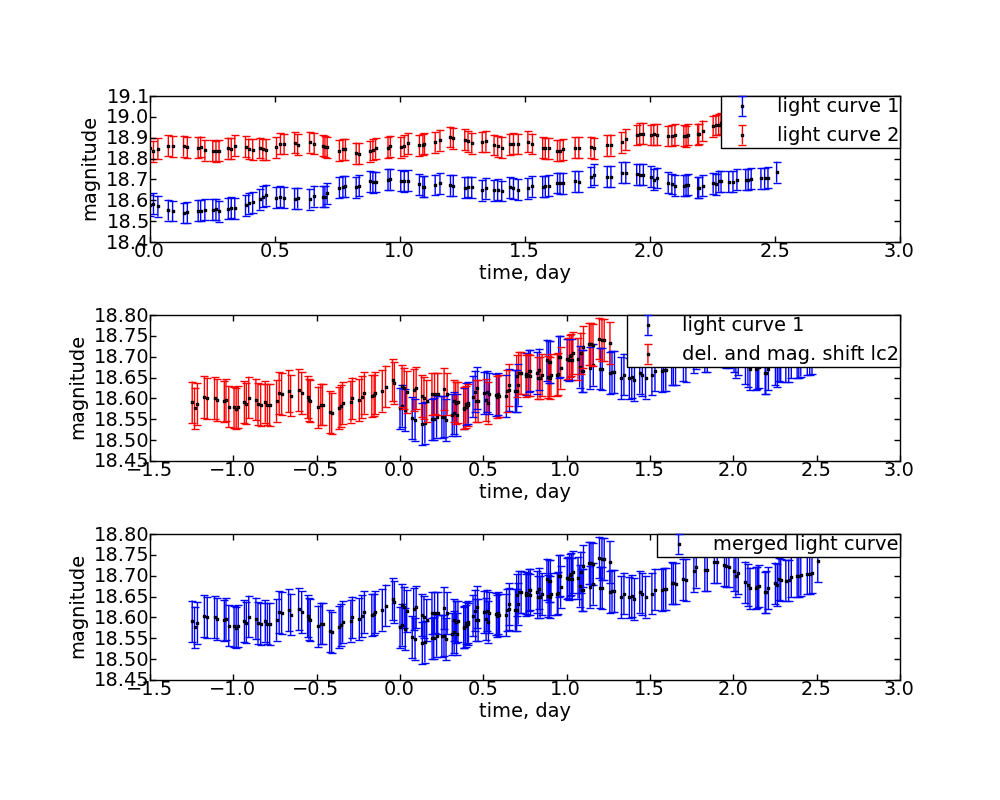 19.1
19.0
18.9
18.8
18.7
18.6
18.5
18.4
magnitude
light curve 1
light curve 2
0.0 0.5 1.0 1.5 2.0 2.5 3.0
time, day
18.80
18.75
18.70
18.65
18.60
18.55
18.50
18.45
magnitude
light curve 1
del. and mag. shift lc2
−1.5 −1.0 −0.5 0.0 0.5 1.0 1.5 2.0 2.5 3.0
time, day
18.80
18.75
18.70
18.65
18.60
18.55
18.50
18.45
magnitude
merged light curve
−1.5 −1.0 −0.5 0.0 0.5 1.0 1.5 2.0 2.5 3.0
time, day